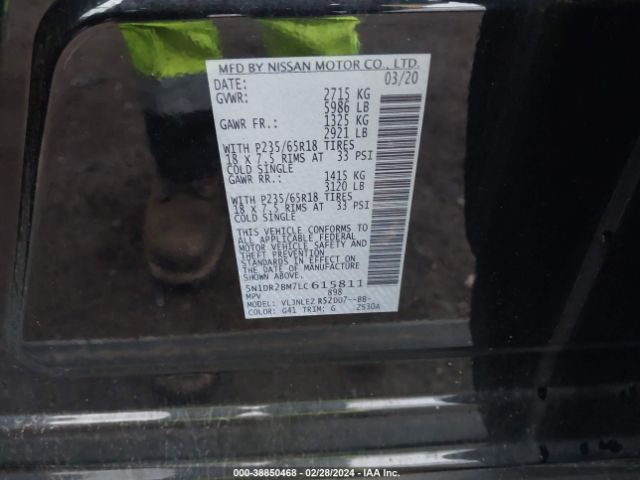 MFD BY NISSAN MOTOR CO., LTD.
DATE: 03/20
GVWR: 2715 KG
5986 LB
GAWR FR.: 1325 KG
2921 LB
WITH P235/65R18 TIRES
18 X 7.5 RIMS AT 33 PSI
COLD SINGLE
GAWR RR.: 1415 KG
3120 LB
WITH P235/65R18 TIRES
18 X 7.5 RIMS AT 33 PSI
COLD SINGLE
THIS VEHICLE CONFORMS TO
ALL APPLICABLE FEDERAL
MOTOR VEHICLE SAFETY AND
THEFT PREVENTION
STANDARDS IN EFFECT ON
THE DATE OF MANUFACTURE
SHOWN ABOVE.
5N1DR2BM7LC615811
MPV 898
MODEL: VLJNLEZ R52DU7--BB-
COLOR: G41 TRIM: G 2S30A
000-38850468 - 02/28/2024 - IAA Inc.